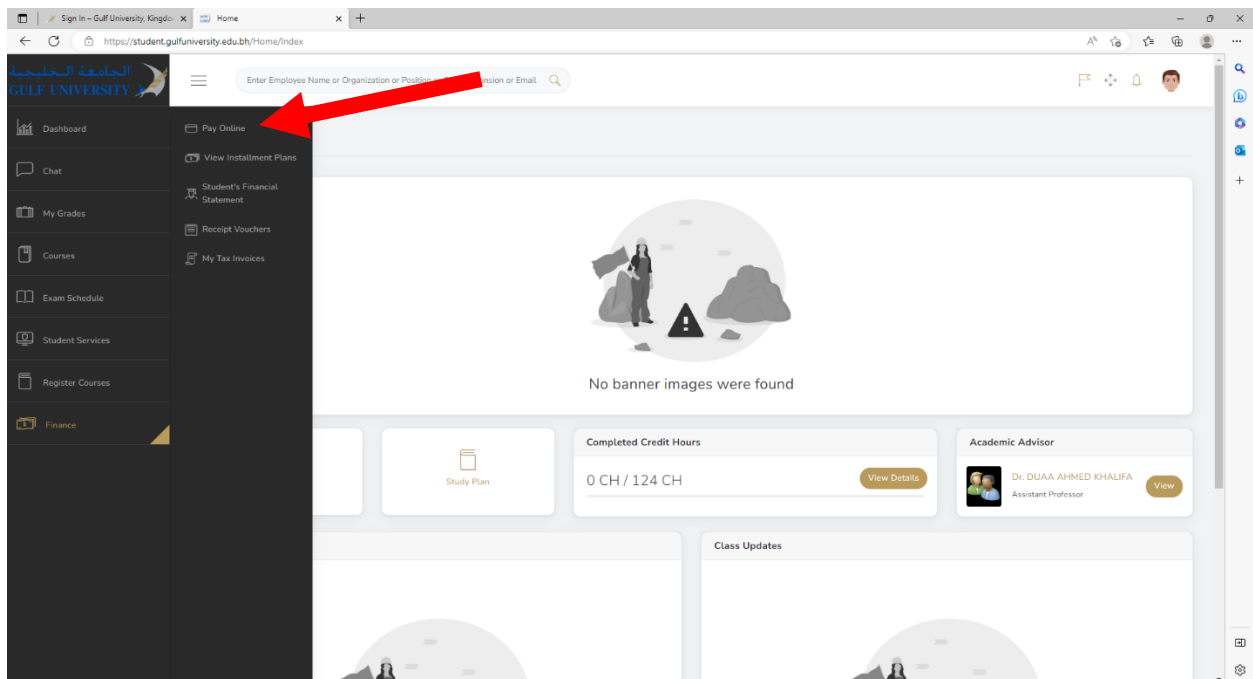 Sign In – Gulf University, Kingdo
Home
https://student.gulfuniversity.edu.bh/Home/Index
الجامعة الخليجية
GULF UNIVERSITY
Enter Employee Name or Organization or Position or
ension or Email
Dashboard
Chat
My Grades
Courses
Exam Schedule
Student Services
Register Courses
Finance
Pay Online
View Installment Plans
Student's Financial
Statement
Receipt Vouchers
My Tax Invoices
No banner images were found
Study Plan
Completed Credit Hours
0 CH / 124 CH
View Details
Academic Advisor
Dr. DUAA AHMED KHALIFA
Assistant Professor
View
Class Updates